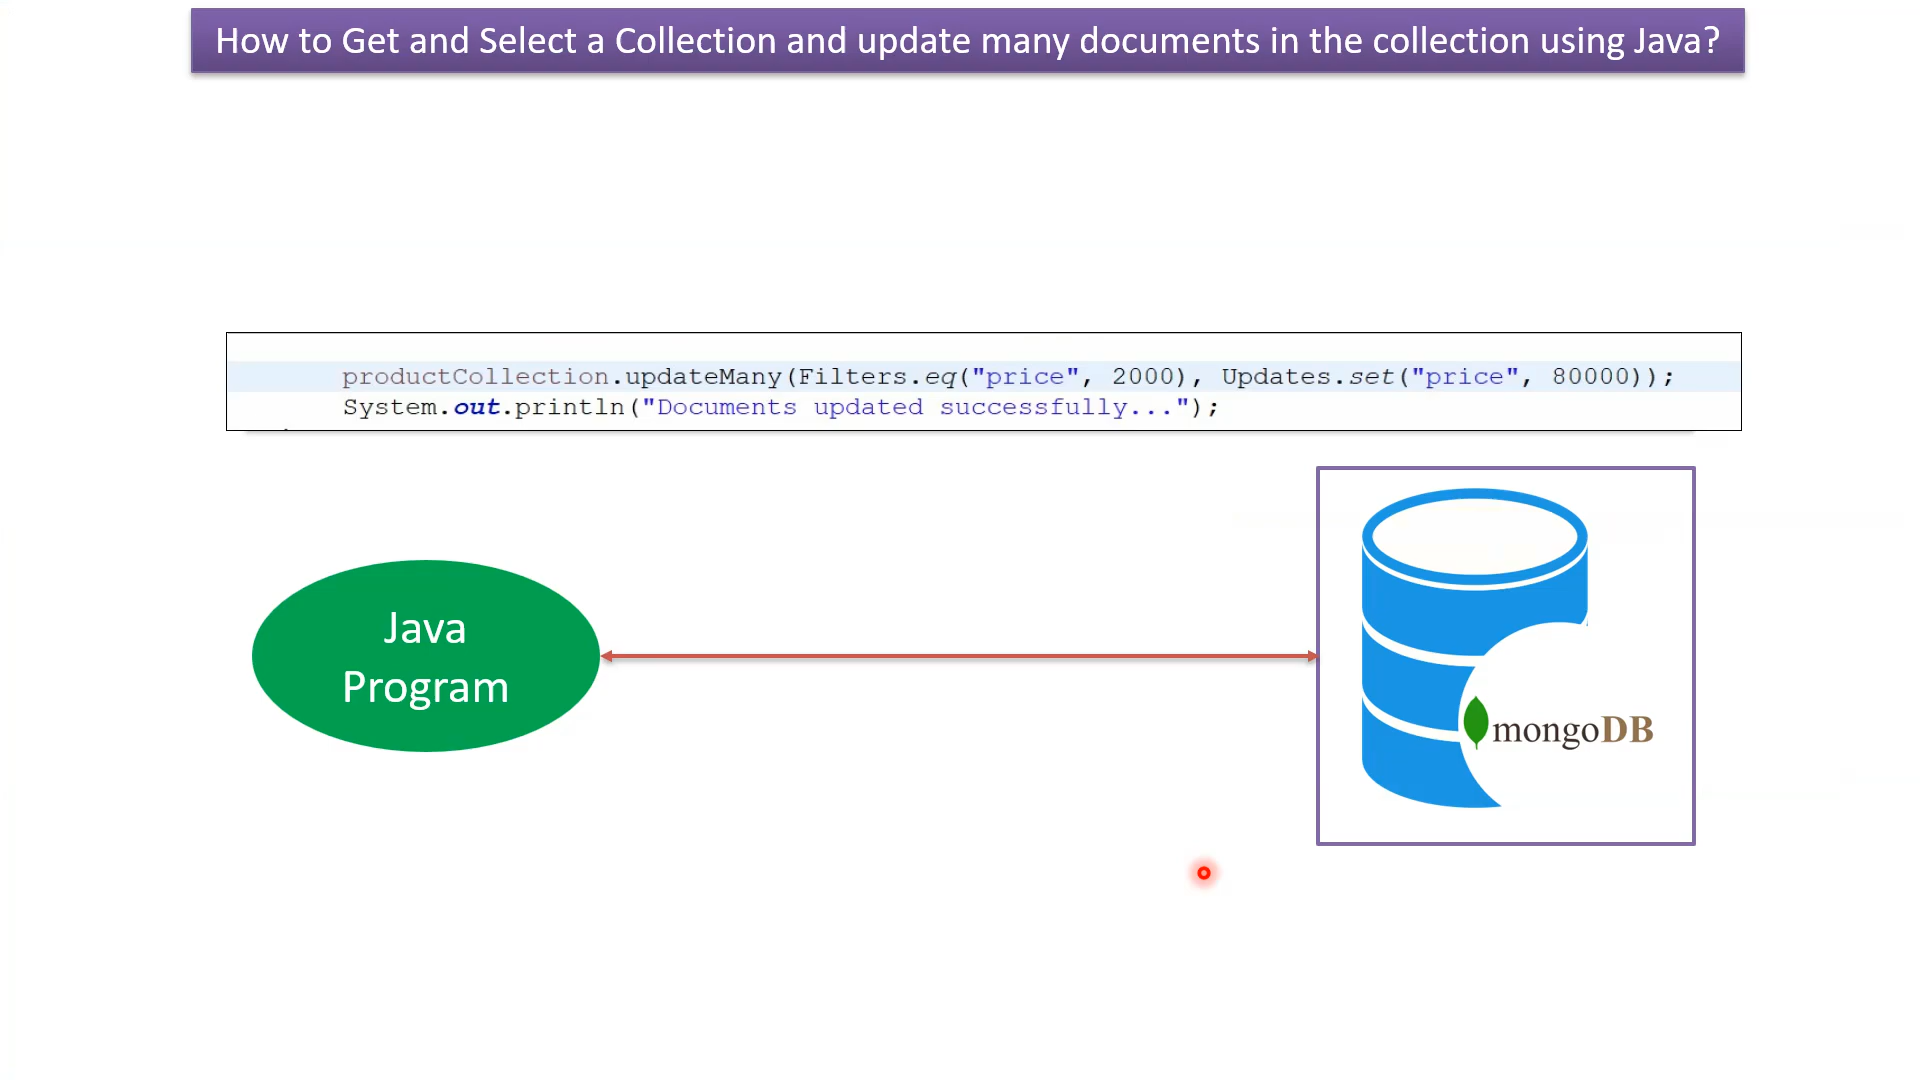 How to Get and Select a Collection and update many documents in the collection using Java?
productCollection.updateMany(Filters.eq("price", 2000), Updates.set("price", 80000));
System.out.println("Documents updated successfully...");
Java
Program
mongoDB